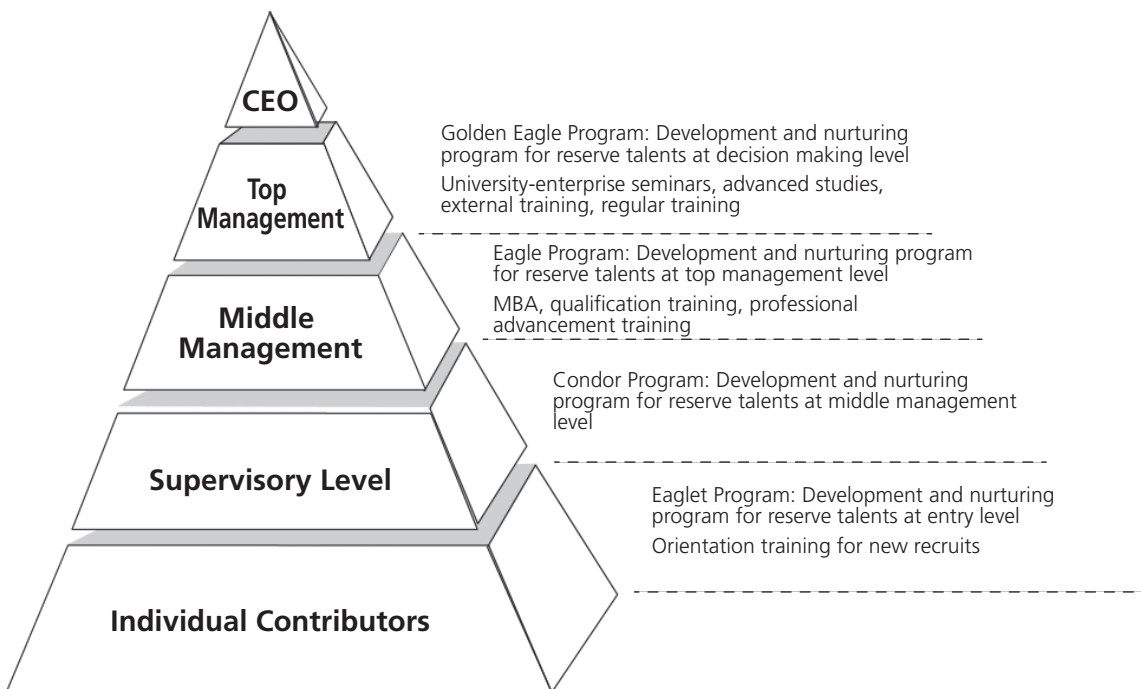 CEO
Golden Eagle Program: Development and nurturing
program for reserve talents at decision making level
University-enterprise seminars, advanced studies,
external training, regular training
Top
Management
Eagle Program: Development and nurturing program
for reserve talents at top management level
MBA, qualification training, professional
advancement training
Middle
Management
Condor Program: Development and nurturing
program for reserve talents at middle management
level
Supervisory Level
Eaglet Program: Development and nurturing
program for reserve talents at entry level
Orientation training for new recruits
Individual Contributors